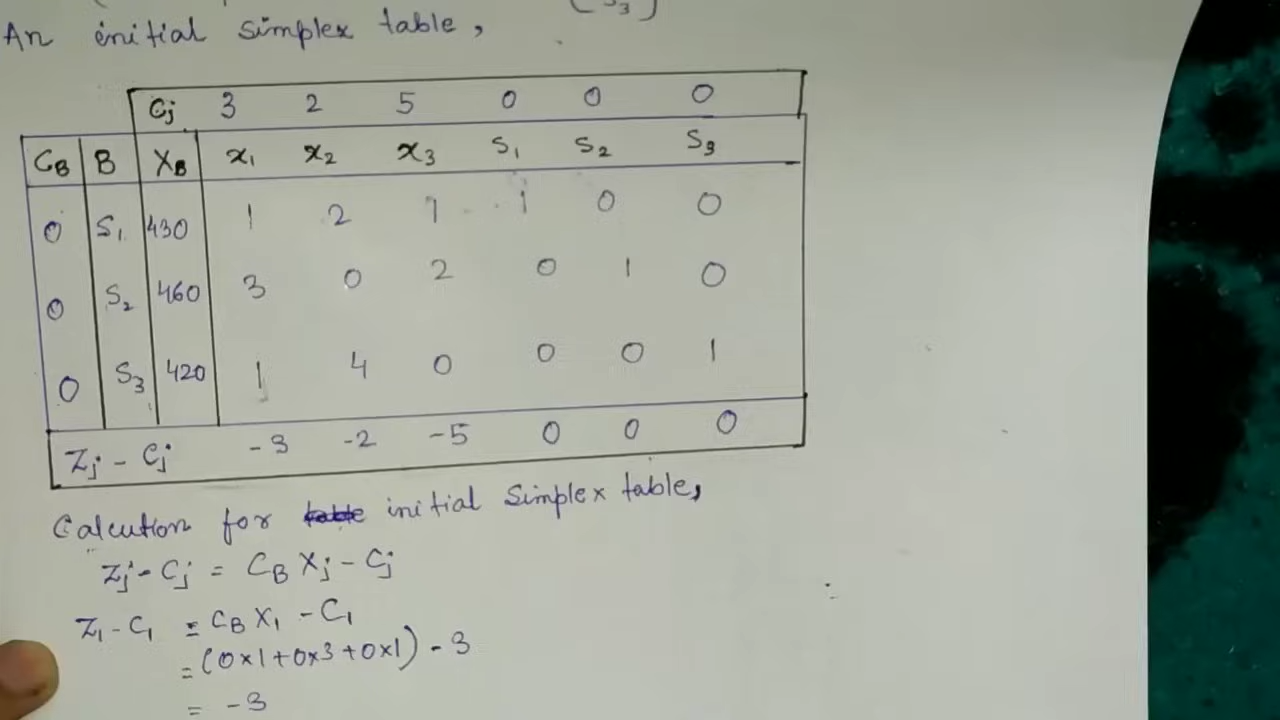 (S3)
An initial simplex table,
Cj 3 2 5 0 0 0
CB B XB x1 x2 x3 S1 S2 S3
0 S1 430 1 2 1 1 0 0
0 S2 460 3 0 2 0 1 0
0 S3 420 1 4 0 0 0 1
Zj - Cj -3 -2 -5 0 0 0
Calcution for table initial simplex table,
Zj - Cj = CB Xj - Cj
Z1 - C1 = CB X1 - C1
= (0×1+0×3+0×1) - 3
= -3